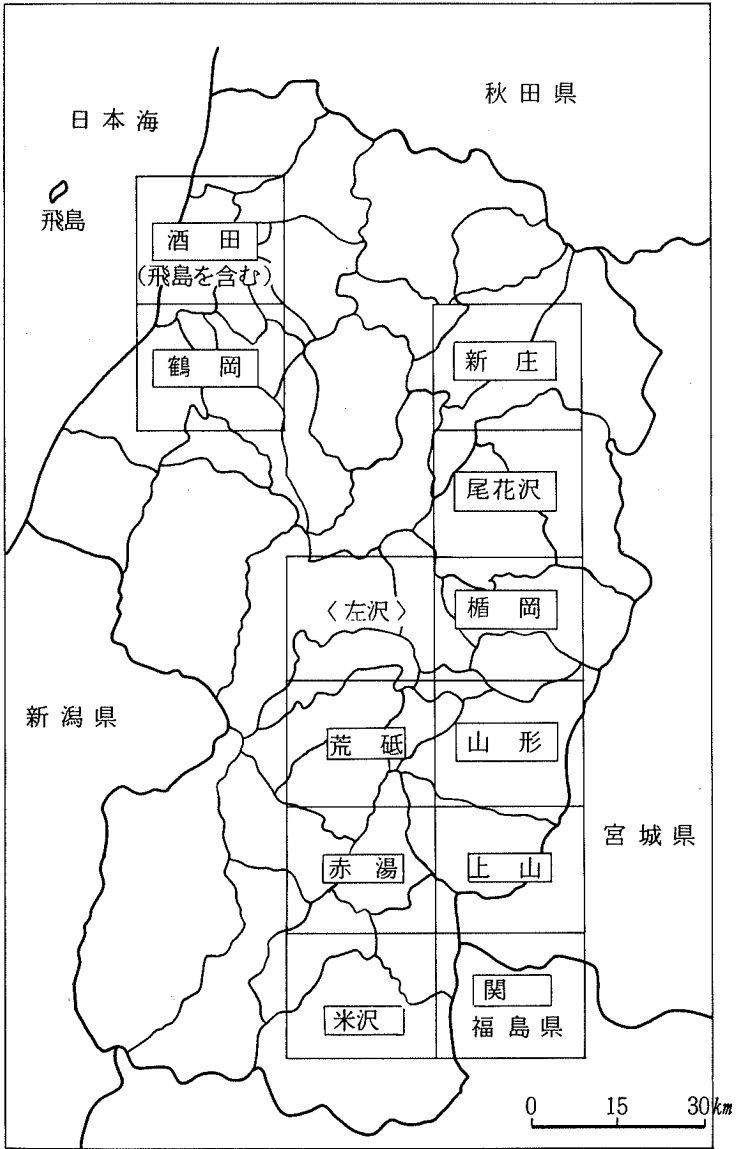 秋田県
日本海
飛島
酒田
(飛島を含む)
鶴岡
新庄
尾花沢
〈左沢〉
楯岡
新潟県
荒砥
山形
宮城県
赤湯
上山
関
米沢
福島県
0 15 30km